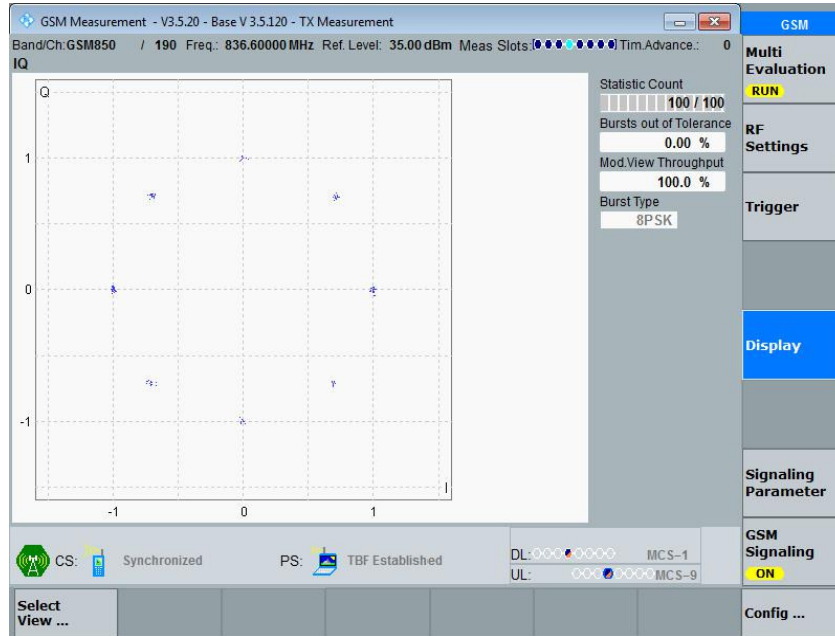 GSM Measurement - V3.5.20 - Base V 3.5.120 - TX Measurement
GSM
Band/Ch:GSM850 / 190 Freq.: 836.60000 MHz Ref. Level: 35.00 dBm Meas Slots: Tim.Advance.: 0
IQ
Multi
Evaluation
RUN
Q
Statistic Count
100 / 100
Bursts out of Tolerance
0.00 %
RF
Settings
1
Mod.View Throughput
100.0 %
Burst Type
8PSK
Trigger
0
Display
-1
I
-1 0 1
Signaling
Parameter
CS: Synchronized PS: TBF Established
DL: MCS-1
UL: MCS-9
GSM
Signaling
ON
Select
View ...
Config ...